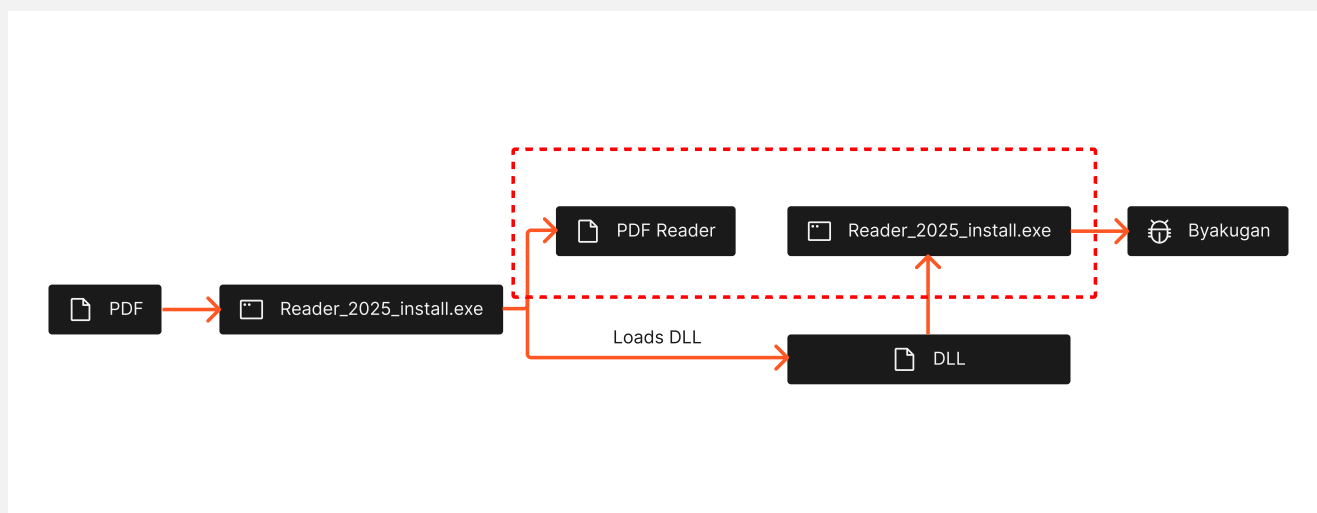 PDF
Reader_2025_install.exe
PDF Reader
Loads DLL
Reader_2025_install.exe
DLL
Byakugan